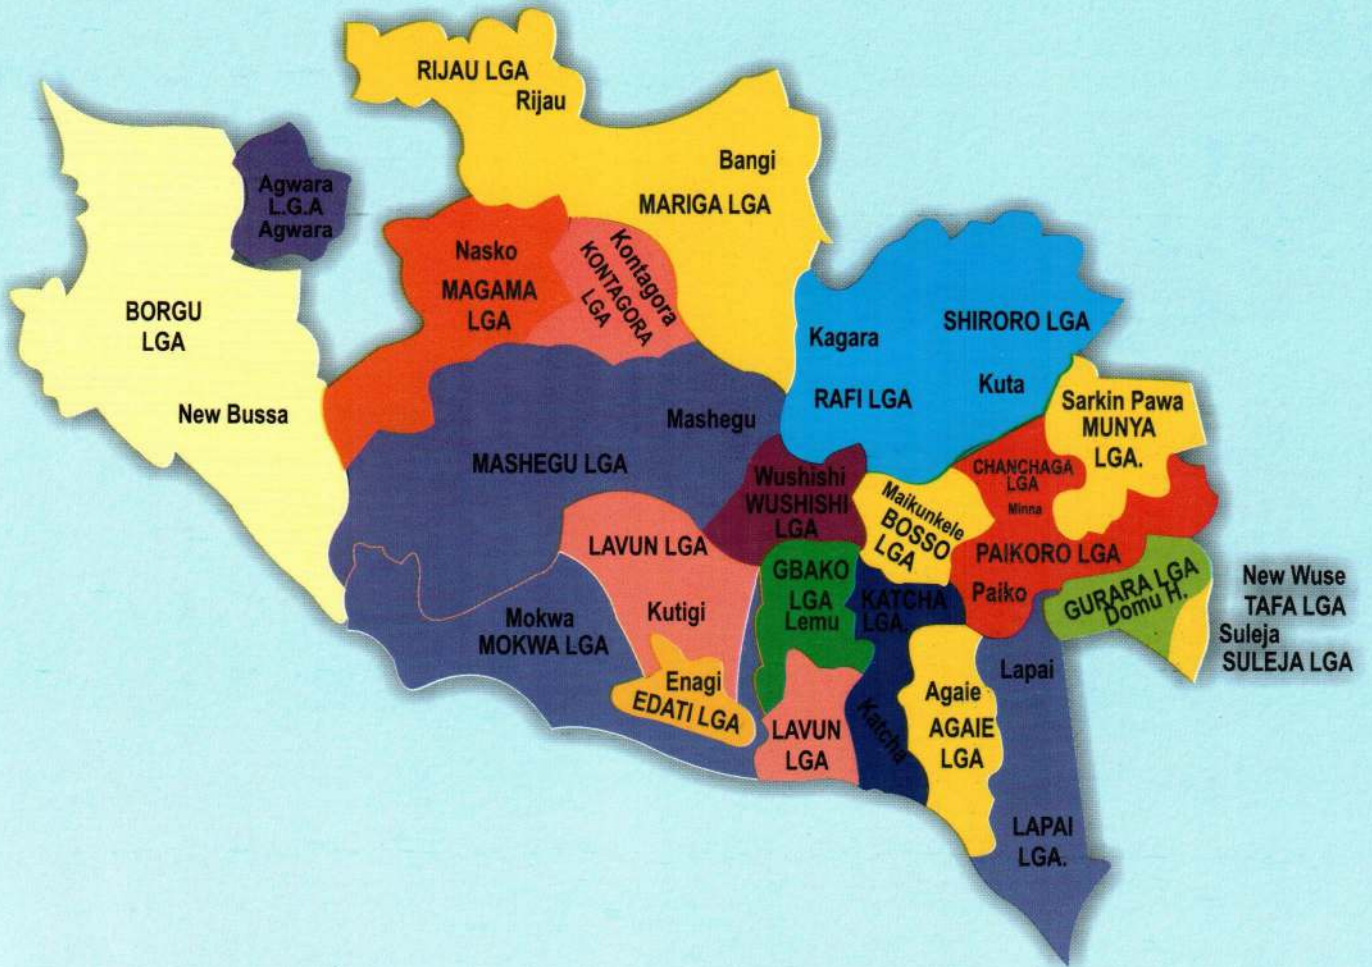 RIJAU LGA
Rijau
Bangi
MARIGA LGA
Agwara
L.G.A
Agwara
Nasko
MAGAMA
LGA
Kontagora
KONTAGORA
LGA
BORGU
LGA
New Bussa
Kagara
RAFI LGA
SHIRORO LGA
Kuta
Sarkin Pawa
MUNYA
LGA.
Mashegu
MASHEGU LGA
Wushishi
WUSHISHI
LGA
Maikunkele
BOSSO
LGA
CHANCHAGA
LGA
Minna
PAIKORO LGA
Paiko
LAVUN LGA
Kutigi
GBAKO
LGA
Lemu
KATCHA
LGA.
Katcha
GURARA LGA
Domu H.
New Wuse
TAFA LGA
Suleja
SULEJA LGA
Mokwa
MOKWA LGA
Enagi
EDATI LGA
LAVUN
LGA
Agaie
AGAIE
LGA
Lapai
LAPAI
LGA.